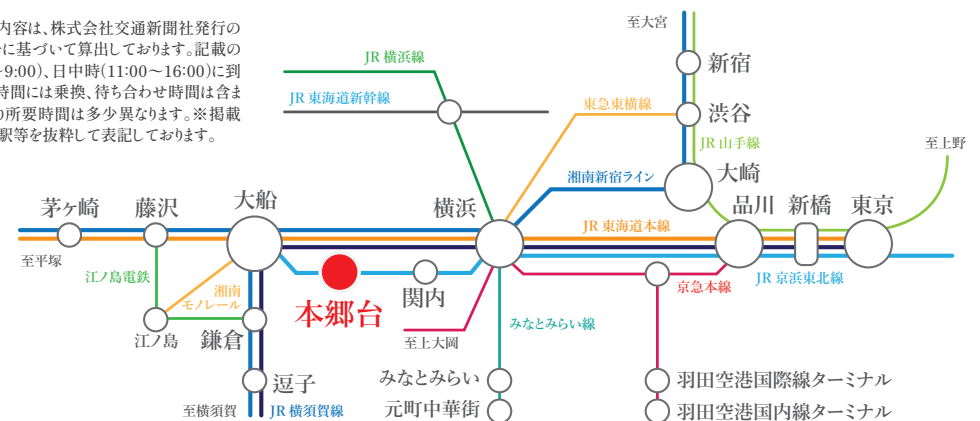 内容は、株式会社交通新聞社発行の
に基づいて算出しております。記載の
9:00)、日中時(11:00～16:00)に到
時間には乗換、待ち合わせ時間は含ま
所要時間は多少異なります。※掲載
駅等を抜粋して表記しております。
至大宮
新宿
JR 横浜線
JR 東海道新幹線
東急東横線
渋谷
JR 山手線
至上野
湘南新宿ライン
大崎
茅ヶ崎
藤沢
大船
横浜
品川
新橋
東京
JR 東海道本線
至平塚
江ノ島電鉄
湘南
モノレール
本郷台
関内
京急本線
JR 京浜東北線
江ノ島
鎌倉
至上大岡
みなとみらい線
逗子
みなとみらい
羽田空港国際線ターミナル
至横須賀
JR 横須賀線
元町中華街
羽田空港国内線ターミナル